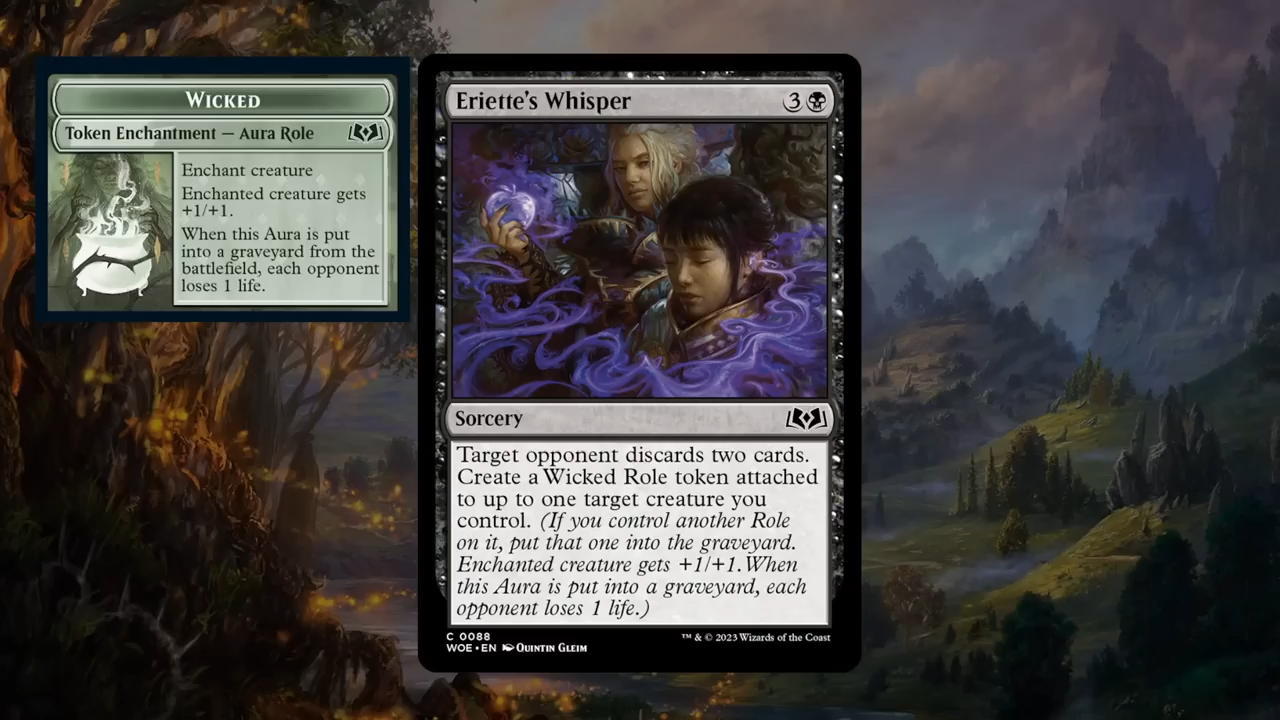 Wicked
Token Enchantment — Aura Role
Enchant creature
Enchanted creature gets
+1/+1.
When this Aura is put
into a graveyard from the
battlefield, each opponent
loses 1 life.
Eriette's Whisper 3
Sorcery
Target opponent discards two cards.
Create a Wicked Role token attached
to up to one target creature you
control. (If you control another Role
on it, put that one into the graveyard.
Enchanted creature gets +1/+1.When
this Aura is put into a graveyard, each
opponent loses 1 life.)
C 0088
WOE • EN Quintin Gleim
™ & © 2023 Wizards of the Coast